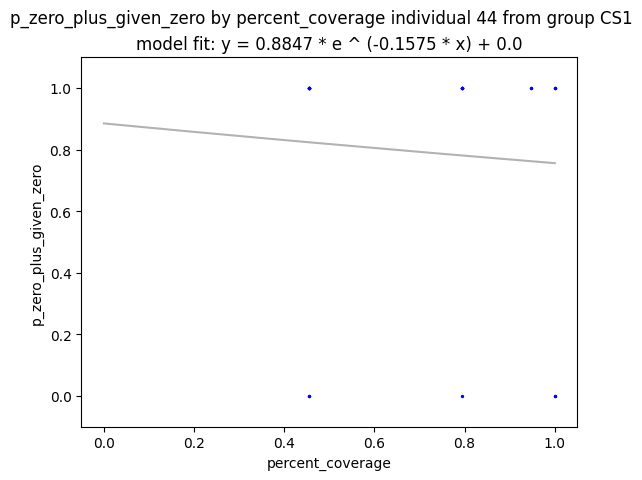 p_zero_plus_given_zero by percent_coverage individual 44 from group CS1
model fit: y = 0.8847 * e ^ (-0.1575 * x) + 0.0
1.0
0.8
0.6
0.4
0.2
0.0
p_zero_plus_given_zero
0.0 0.2 0.4 0.6 0.8 1.0
percent_coverage